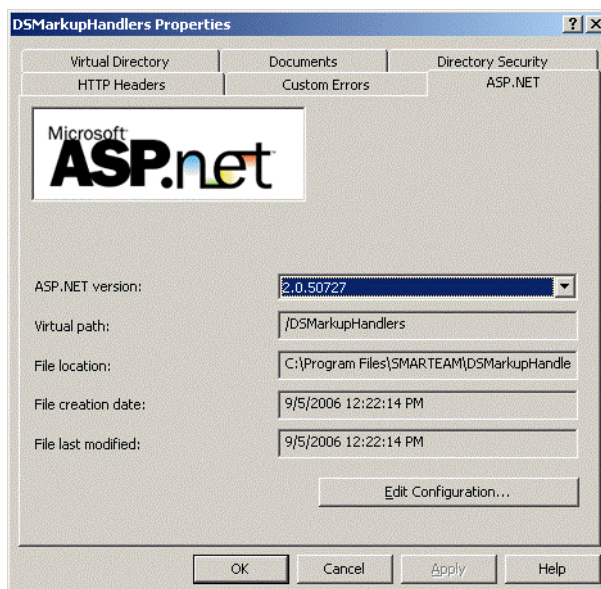 DSMarkupHandlers Properties
Virtual Directory Documents Directory Security
HTTP Headers Custom Errors ASP.NET
Microsoft
ASP.net
ASP.NET version: 2.0.50727
Virtual path: /DSMarkupHandlers
File location: C:\Program Files\SMARTEAM\DSMarkupHandle
File creation date: 9/5/2006 12:22:14 PM
File last modified: 9/5/2006 12:22:14 PM
Edit Configuration...
OK Cancel Apply Help